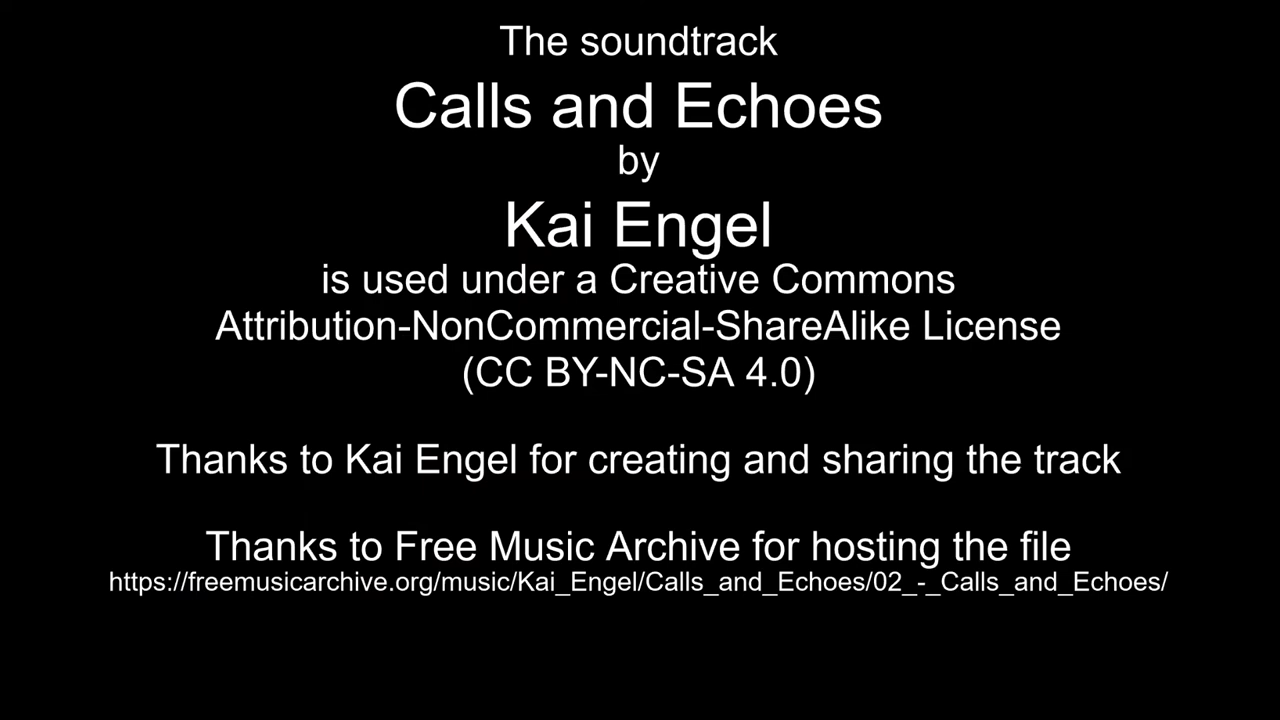 The soundtrack
Calls and Echoes
by
Kai Engel
is used under a Creative Commons
Attribution-NonCommercial-ShareAlike License
(CC BY-NC-SA 4.0)
Thanks to Kai Engel for creating and sharing the track
Thanks to Free Music Archive for hosting the file
https://freemusicarchive.org/music/Kai_Engel/Calls_and_Echoes/02_-_Calls_and_Echoes/